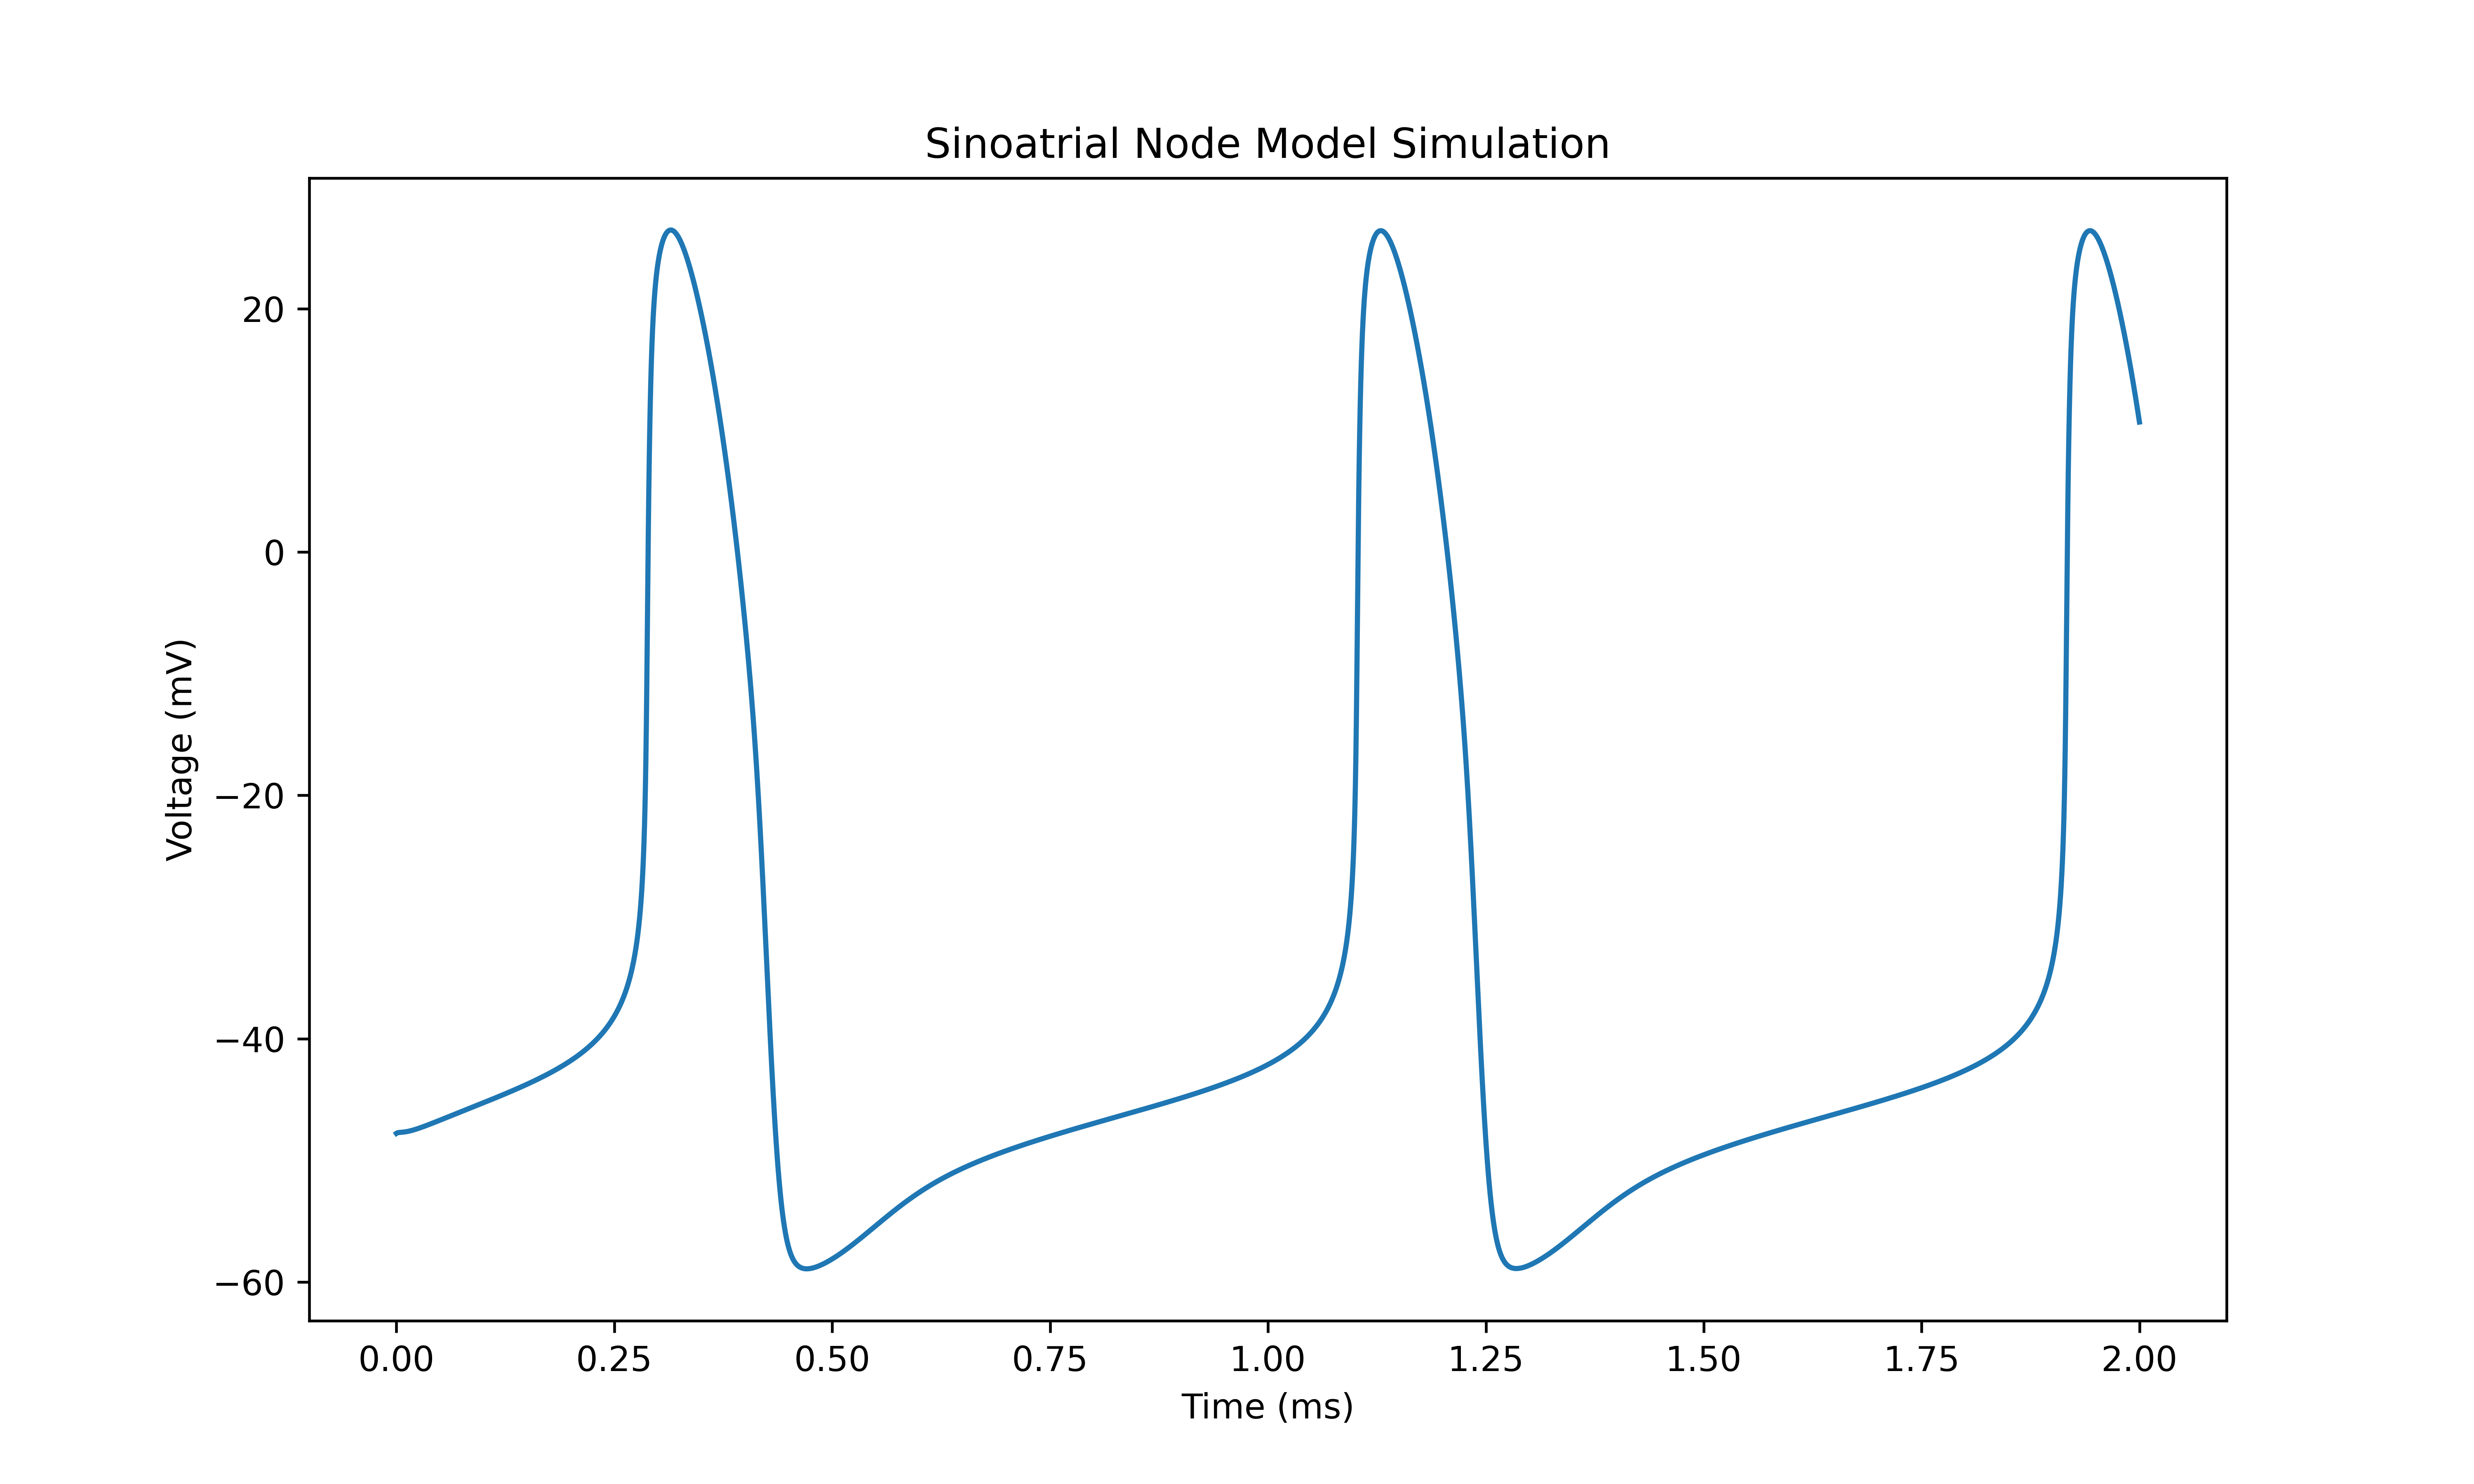 Sinoatrial Node Model Simulation
20
0
−20
−40
−60
Voltage (mV)
0.00 0.25 0.50 0.75 1.00 1.25 1.50 1.75 2.00
Time (ms)